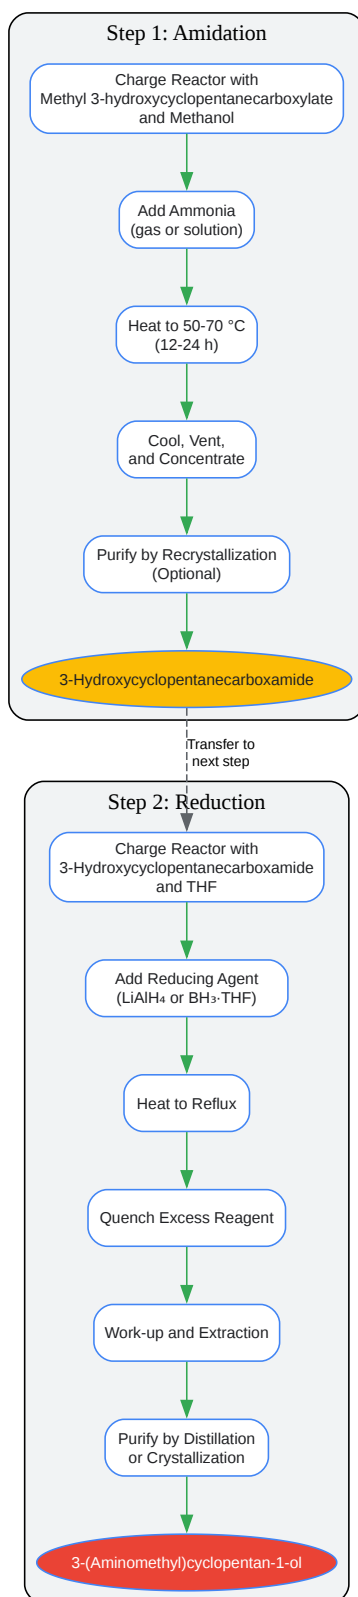 Step 1: Amidation
Charge Reactor with
Methyl 3-hydroxycyclopentanecarboxylate
and Methanol
Add Ammonia
(gas or solution)
Heat to 50-70 °C
(12-24 h)
Cool, Vent,
and Concentrate
Purify by Recrystallization
(Optional)
3-Hydroxycyclopentanecarboxamide
Transfer to
next step
Step 2: Reduction
Charge Reactor with
3-Hydroxycyclopentanecarboxamide
and THF
Add Reducing Agent
(LiAlH₄ or BH₃·THF)
Heat to Reflux
Quench Excess Reagent
Work-up and Extraction
Purify by Distillation
or Crystallization
3-(Aminomethyl)cyclopentan-1-ol